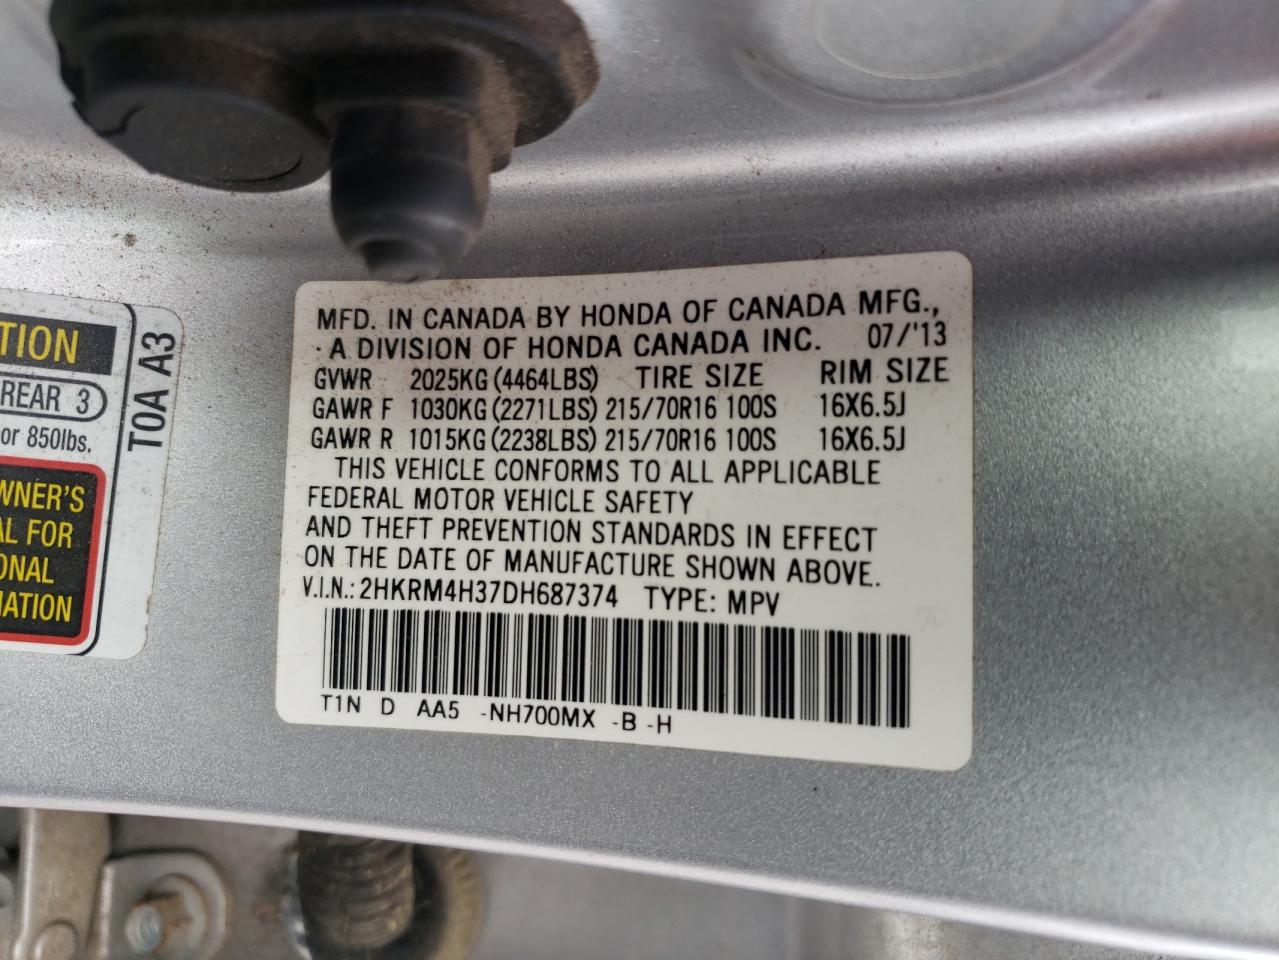 TION
REAR 3
or 850lbs.
WNER'S
AL FOR
ONAL
MATION
T0A A3
MFD. IN CANADA BY HONDA OF CANADA MFG.,
A DIVISION OF HONDA CANADA INC. 07/'13
GVWR 2025KG (4464LBS) TIRE SIZE RIM SIZE
GAWR F 1030KG (2271LBS) 215/70R16 100S 16X6.5J
GAWR R 1015KG (2238LBS) 215/70R16 100S 16X6.5J
THIS VEHICLE CONFORMS TO ALL APPLICABLE
FEDERAL MOTOR VEHICLE SAFETY
AND THEFT PREVENTION STANDARDS IN EFFECT
ON THE DATE OF MANUFACTURE SHOWN ABOVE.
V.I.N.: 2HKRM4H37DH687374 TYPE: MPV
T1N D AA5 -NH700MX -B -H